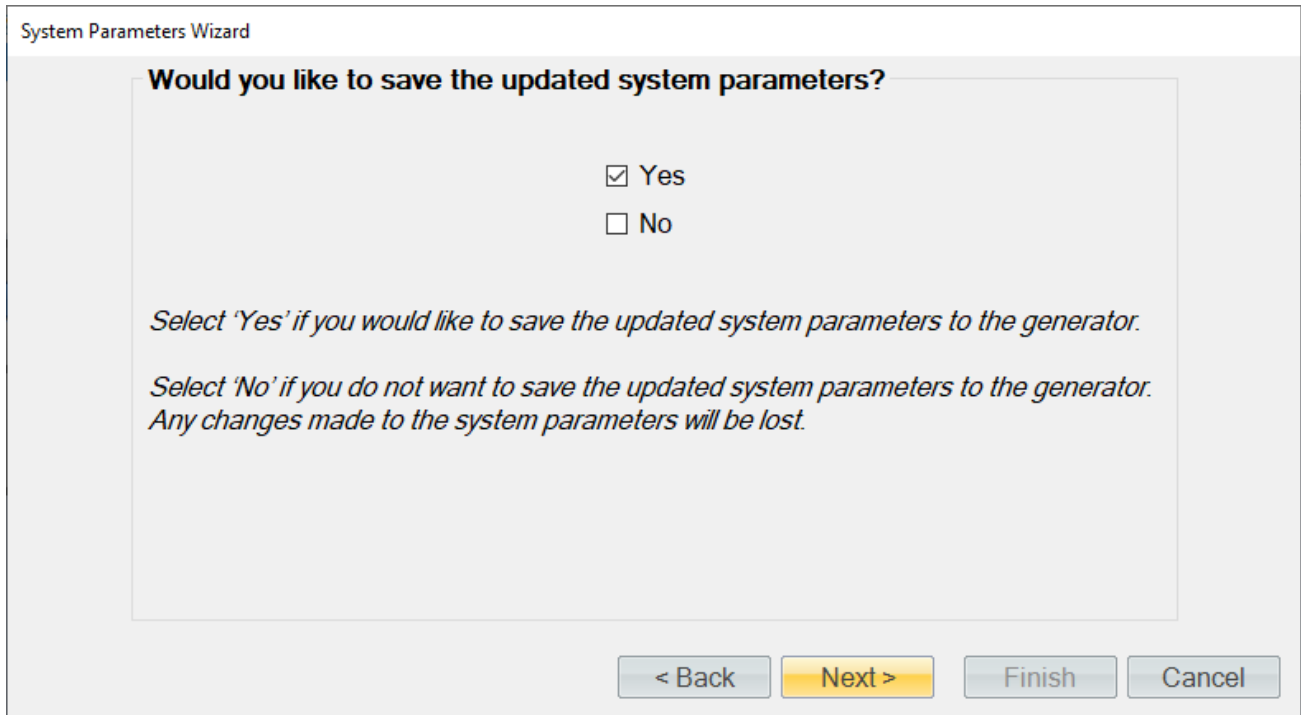 System Parameters Wizard
Would you like to save the updated system parameters?
Yes
No
Select ‘Yes’ if you would like to save the updated system parameters to the generator.
Select ‘No’ if you do not want to save the updated system parameters to the generator.
Any changes made to the system parameters will be lost.
< Back Next > Finish Cancel